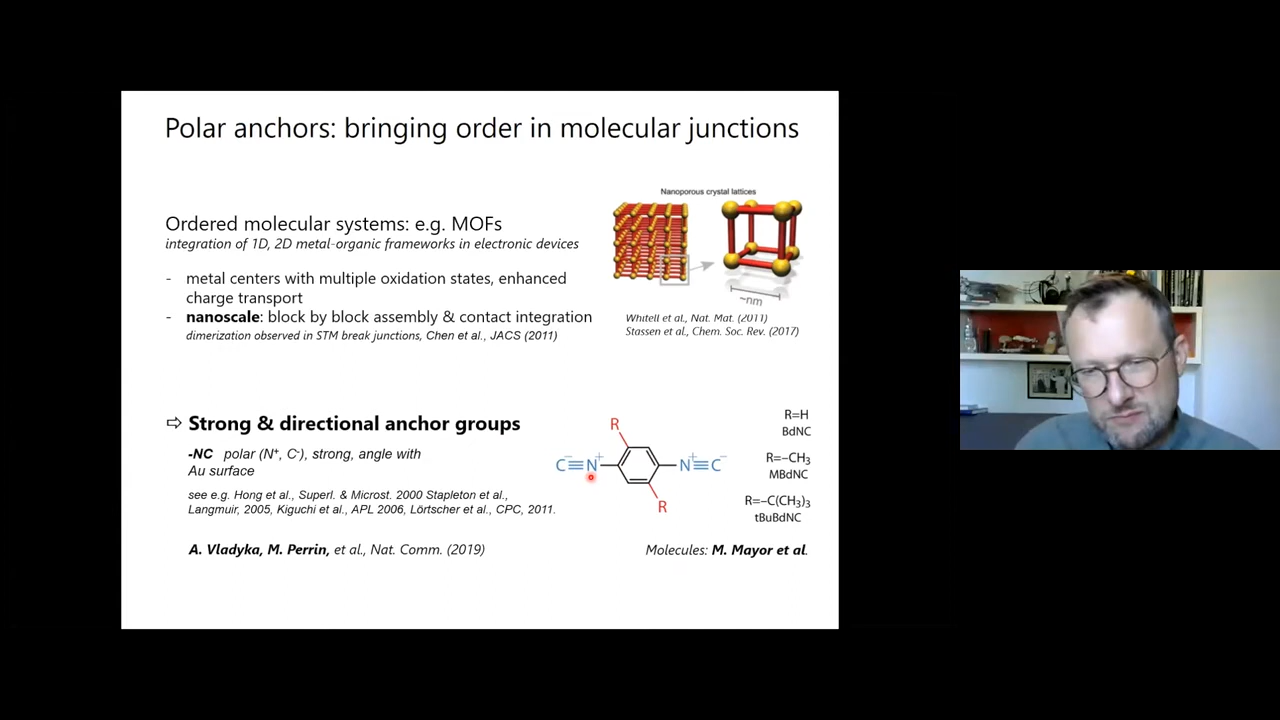 Polar anchors: bringing order in molecular junctions
Nanoporous crystal lattices
Ordered molecular systems: e.g. MOFs
integration of 1D, 2D metal-organic frameworks in electronic devices
- metal centers with multiple oxidation states, enhanced
charge transport
- nanoscale: block by block assembly & contact integration
dimerization observed in STM break junctions, Chen et al., JACS (2011)
~nm
Whitell et al., Nat. Mat. (2011)
Stassen et al., Chem. Soc. Rev. (2017)
⇨ Strong & directional anchor groups
-NC polar (N⁺, C⁻), strong, angle with
Au surface
see e.g. Hong et al., Superl. & Microst. 2000 Stapleton et al.,
Langmuir, 2005, Kiguchi et al., APL 2006, Lörtscher et al., CPC, 2011.
A. Vladyka, M. Perrin, et al., Nat. Comm. (2019)
R
C⁻≡N⁺
N⁺≡C⁻
R
R=H
BdNC
R=−CH₃
MBdNC
R=−C(CH₃)₃
tBuBdNC
Molecules: M. Mayor et al.